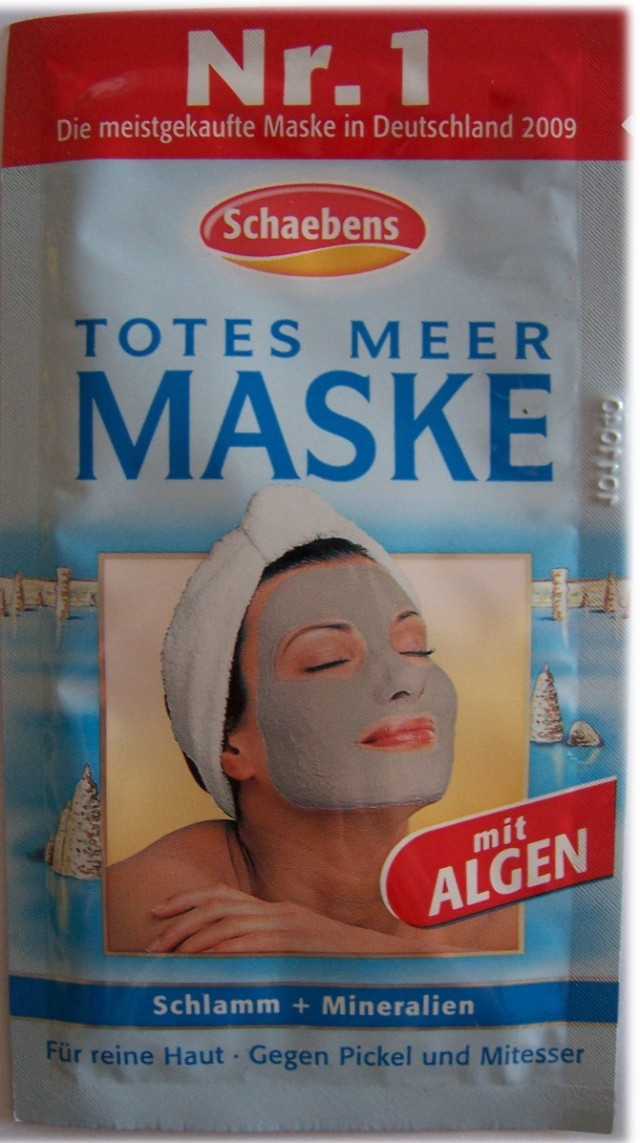 Nr. 1
Die meistgekaufte Maske in Deutschland 2009
Schaebens
TOTES MEER
MASKE
mit
ALGEN
Schlamm + Mineralien
Für reine Haut · Gegen Pickel und Mitesser